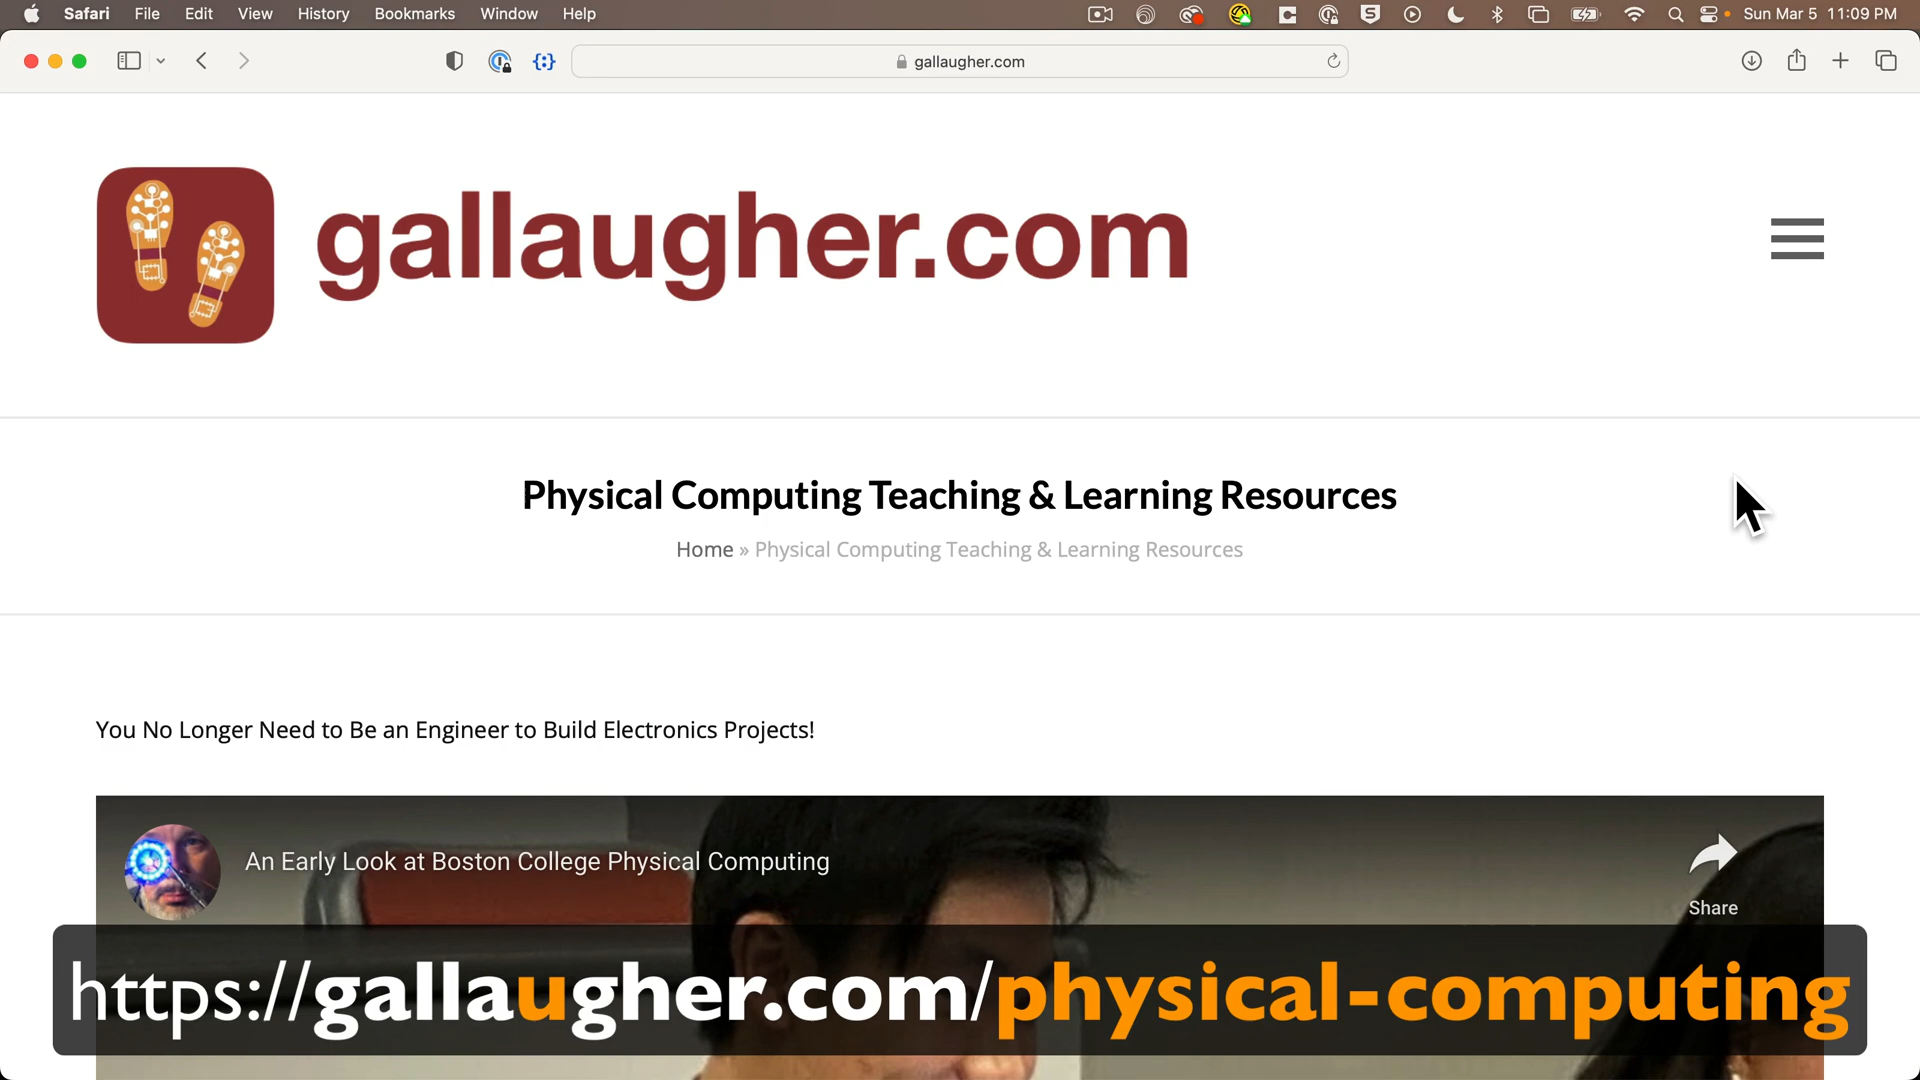 Safari File Edit View History Bookmarks Window Help Sun Mar 5 11:09 PM
gallaugher.com
gallaugher.com
Physical Computing Teaching & Learning Resources
Home » Physical Computing Teaching & Learning Resources
You No Longer Need to Be an Engineer to Build Electronics Projects!
An Early Look at Boston College Physical Computing
Share
https://gallaugher.com/physical-computing